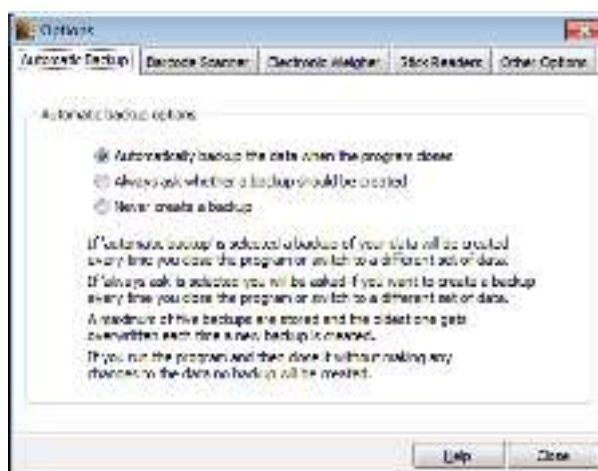 Options
Automatic Backup Barcode Scanner Electronic Weigher Stick Readers Other Options
Automatic backup options
Automatically backup the data when the program closes
Always ask whether a backup should be created
Never create a backup
If 'automatic backup' is selected a backup of your data will be created
every time you close the program or switch to a different set of data.
If 'always ask' is selected you will be asked if you want to create a backup
every time you close the program or switch to a different set of data.
A maximum of five backups are stored and the oldest one gets
overwritten each time a new backup is created.
If you run the program and then close it without making any
changes to the data no backup will be created.
Help Close